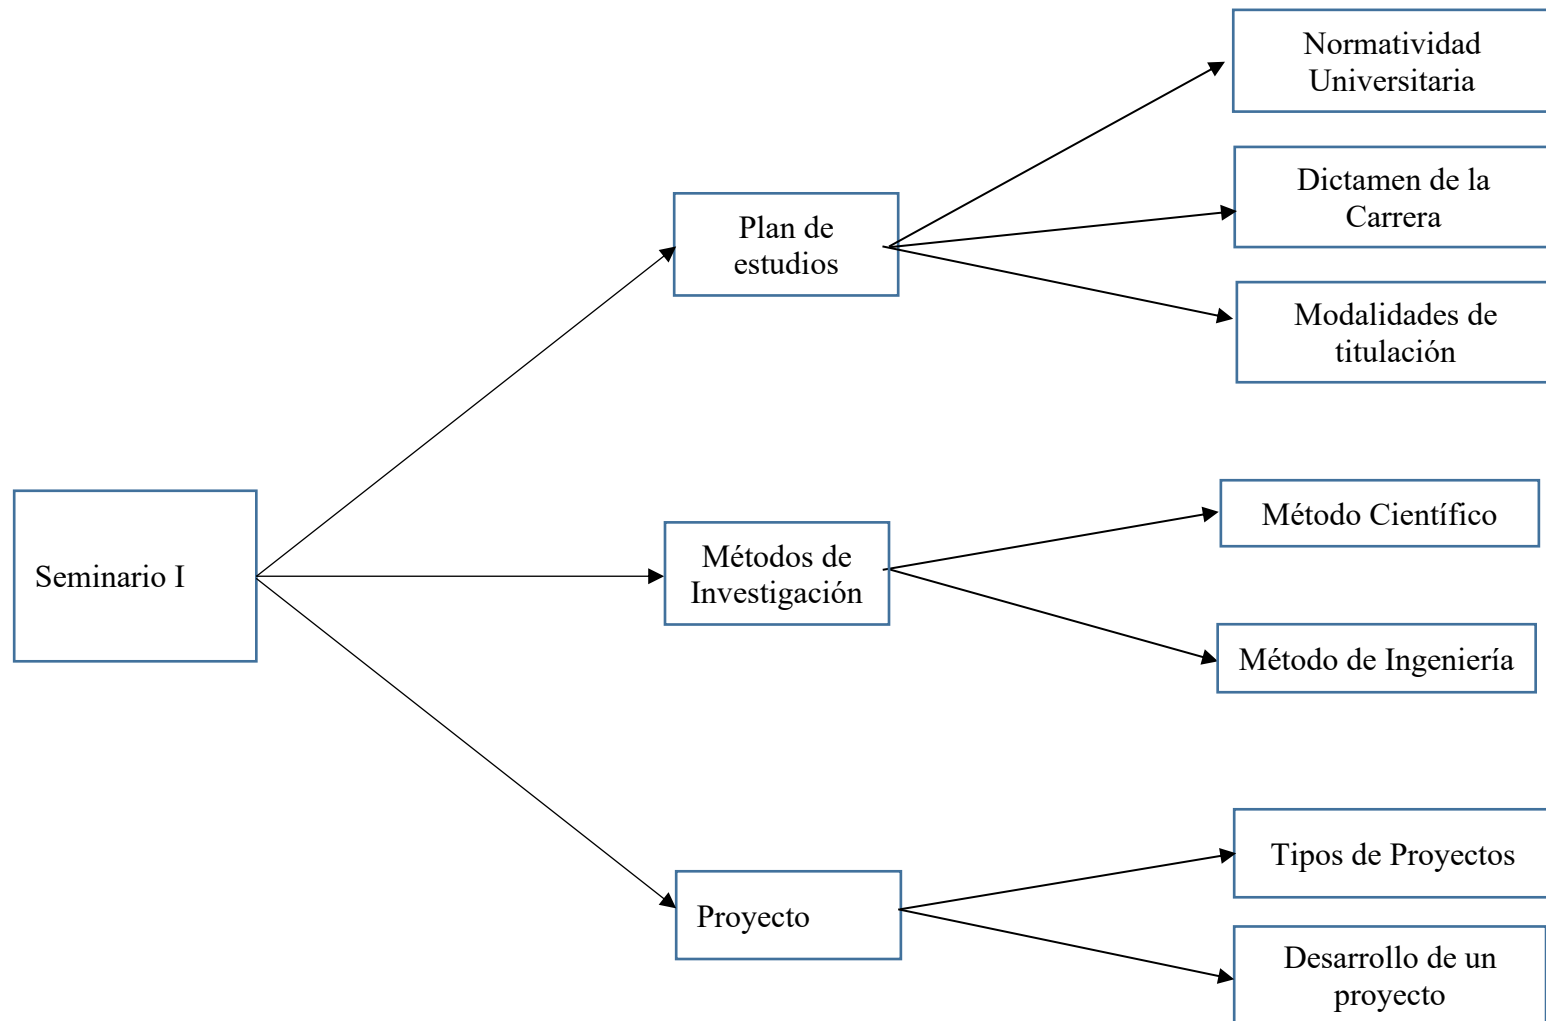 Normatividad
Universitaria
Dictamen de la
Carrera
Plan de
estudios
Modalidades de
titulación
Seminario I
Métodos de
Investigación
Método Científico
Método de Ingeniería
Tipos de Proyectos
Proyecto
Desarrollo de un
proyecto